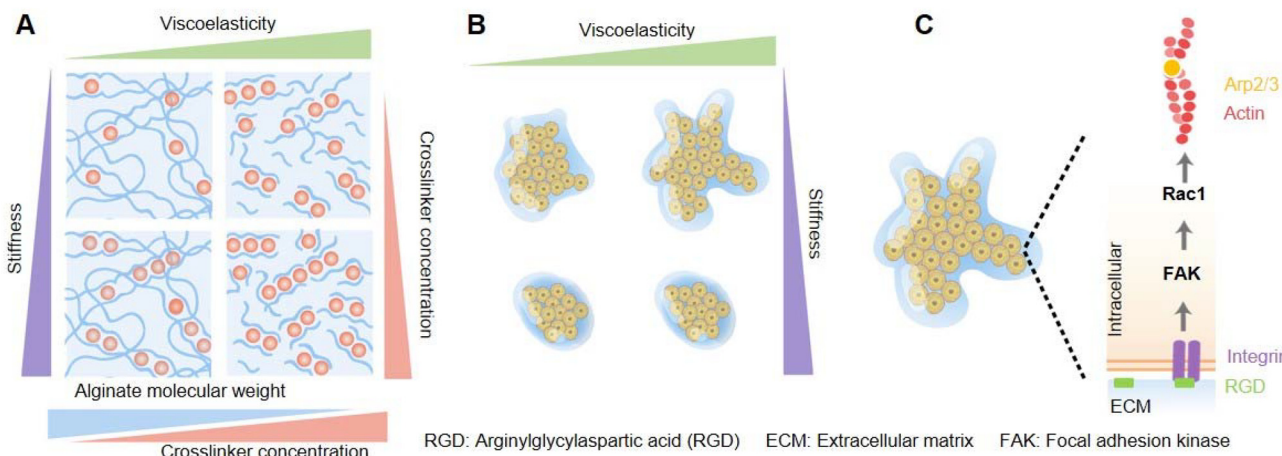 A
Viscoelasticity
Stiffness
Crosslinker concentration
Alginate molecular weight
Crosslinker concentration
B
Viscoelasticity
Stiffness
C
Arp2/3
Actin
Rac1
FAK
Intracellular
Integrin
RGD
ECM
RGD: Arginylglycylaspartic acid (RGD) ECM: Extracellular matrix FAK: Focal adhesion kinase